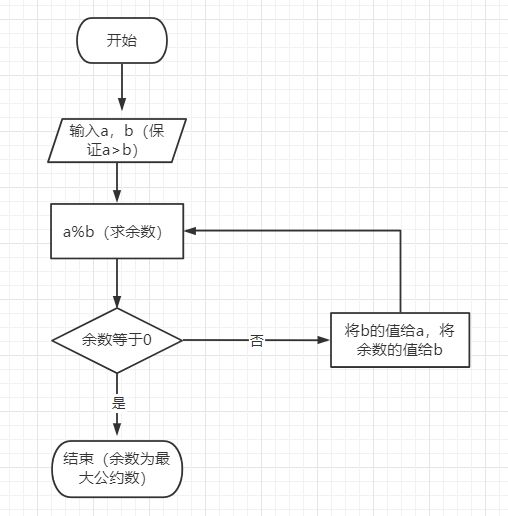 开始
输入a，b（保
证a>b）
a%b（求余数）
余数等于0
否
将b的值给a，将
余数的值给b
是
结束（余数为最
大公约数）